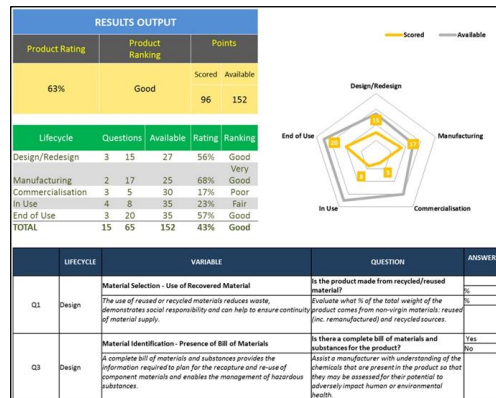 RESULTS OUTPUT
Product Rating Product Ranking Points
Scored Available
63% Good 96 152
Lifecycle Questions Available Rating Ranking
Design/Redesign 3 15 27 56% Good
Manufacturing 2 17 25 68% Very Good
Commercialisation 3 5 30 17% Poor
In Use 4 8 35 23% Fair
End of Use 3 20 35 57% Good
TOTAL 15 65 152 43% Good
Scored Available
Design/Redesign
Manufacturing
Commercialisation
In Use
End of Use
15
17
5
8
20
LIFECYCLE VARIABLE QUESTION ANSWER
Q1 Design
Material Selection - Use of Recovered Material
The use of reused or recycled materials reduces waste,
demonstrates social responsibility and can help to ensure continuity
of material supply.
Is the product made from recycled/reused
material?
Evaluate what % of the total weight of the
product comes from non-virgin materials: reused
(inc. remanufactured) and recycled sources.
%
%
Q3 Design
Material Identification - Presence of Bill of Materials
A complete bill of materials and substances provides the
information required to plan for the recapture and re-use of
component materials and enables the management of hazardous
substances.
Is there a complete bill of materials and
substances for the product?
Assist a manufacturer with understanding of the
chemicals that are present in the product so that
they may be assessed for their potential to
adversely impact human or environmental
health.
Yes
No